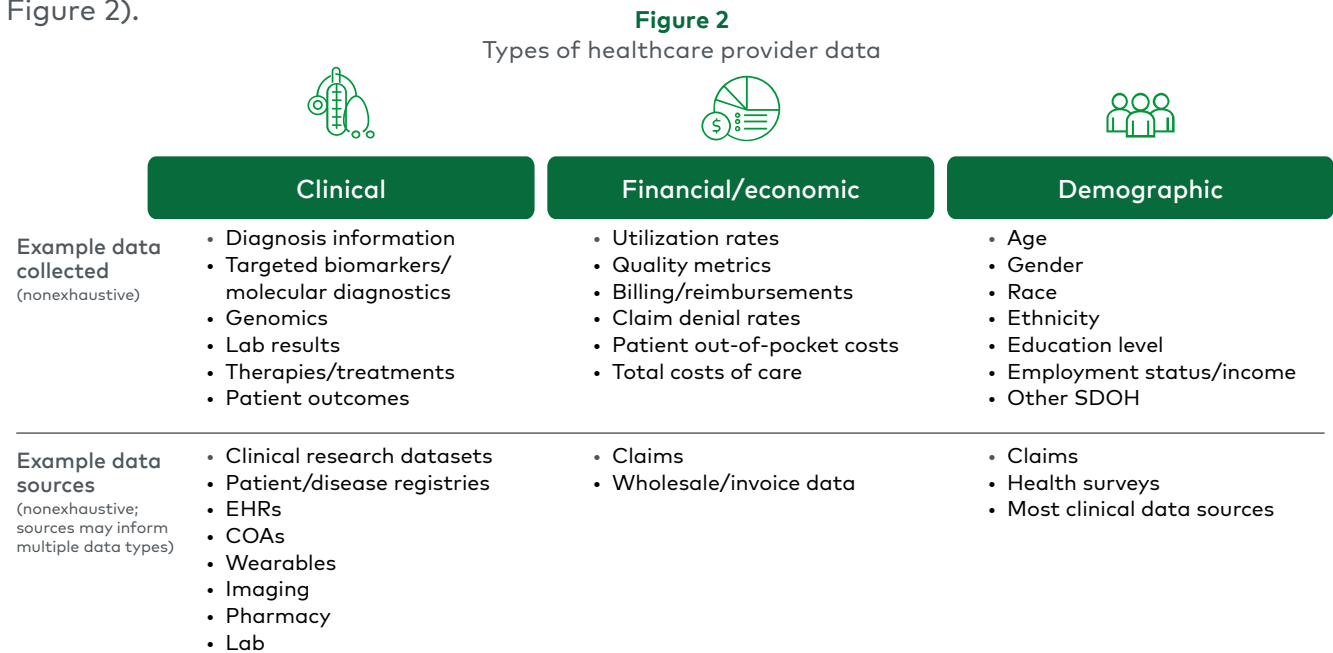 Figure 2).
Figure 2
Types of healthcare provider data
$
Clinical
Financial/economic
Demographic
Example data
collected
(nonexhaustive)
• Diagnosis information
• Targeted biomarkers/
molecular diagnostics
• Genomics
• Lab results
• Therapies/treatments
• Patient outcomes
• Utilization rates
• Quality metrics
• Billing/reimbursements
• Claim denial rates
• Patient out-of-pocket costs
• Total costs of care
• Age
• Gender
• Race
• Ethnicity
• Education level
• Employment status/income
• Other SDOH
Example data
sources
(nonexhaustive;
sources may inform
multiple data types)
• Clinical research datasets
• Patient/disease registries
• EHRs
• COAs
• Wearables
• Imaging
• Pharmacy
• Lab
• Claims
• Wholesale/invoice data
• Claims
• Health surveys
• Most clinical data sources